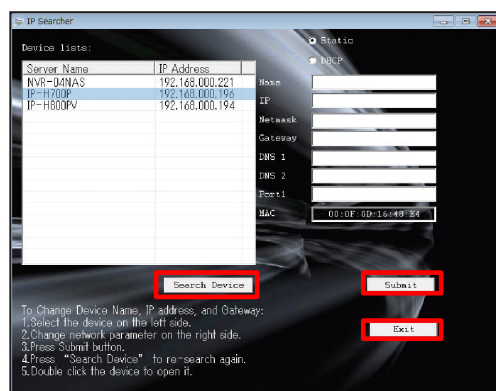 IP Searcher
Device lists:
Server Name IP Address
NVR-04NAS 192.168.000.221
IP-H700P 192.168.000.196
IP-H800PV 192.168.000.194
Static
DHCP
Name
IP
Netmask
Gateway
DNS 1
DNS 2
Port1
MAC 00:0F:0D:16:48:E4
Search Device
Submit
Exit
To Change Device Name, IP address, and Gateway:
1.Select the device on the left side.
2.Change network parameter on the right side.
3.Press Submit button.
4.Press “Search Device” to re-search again.
5.Double click the device to open it.